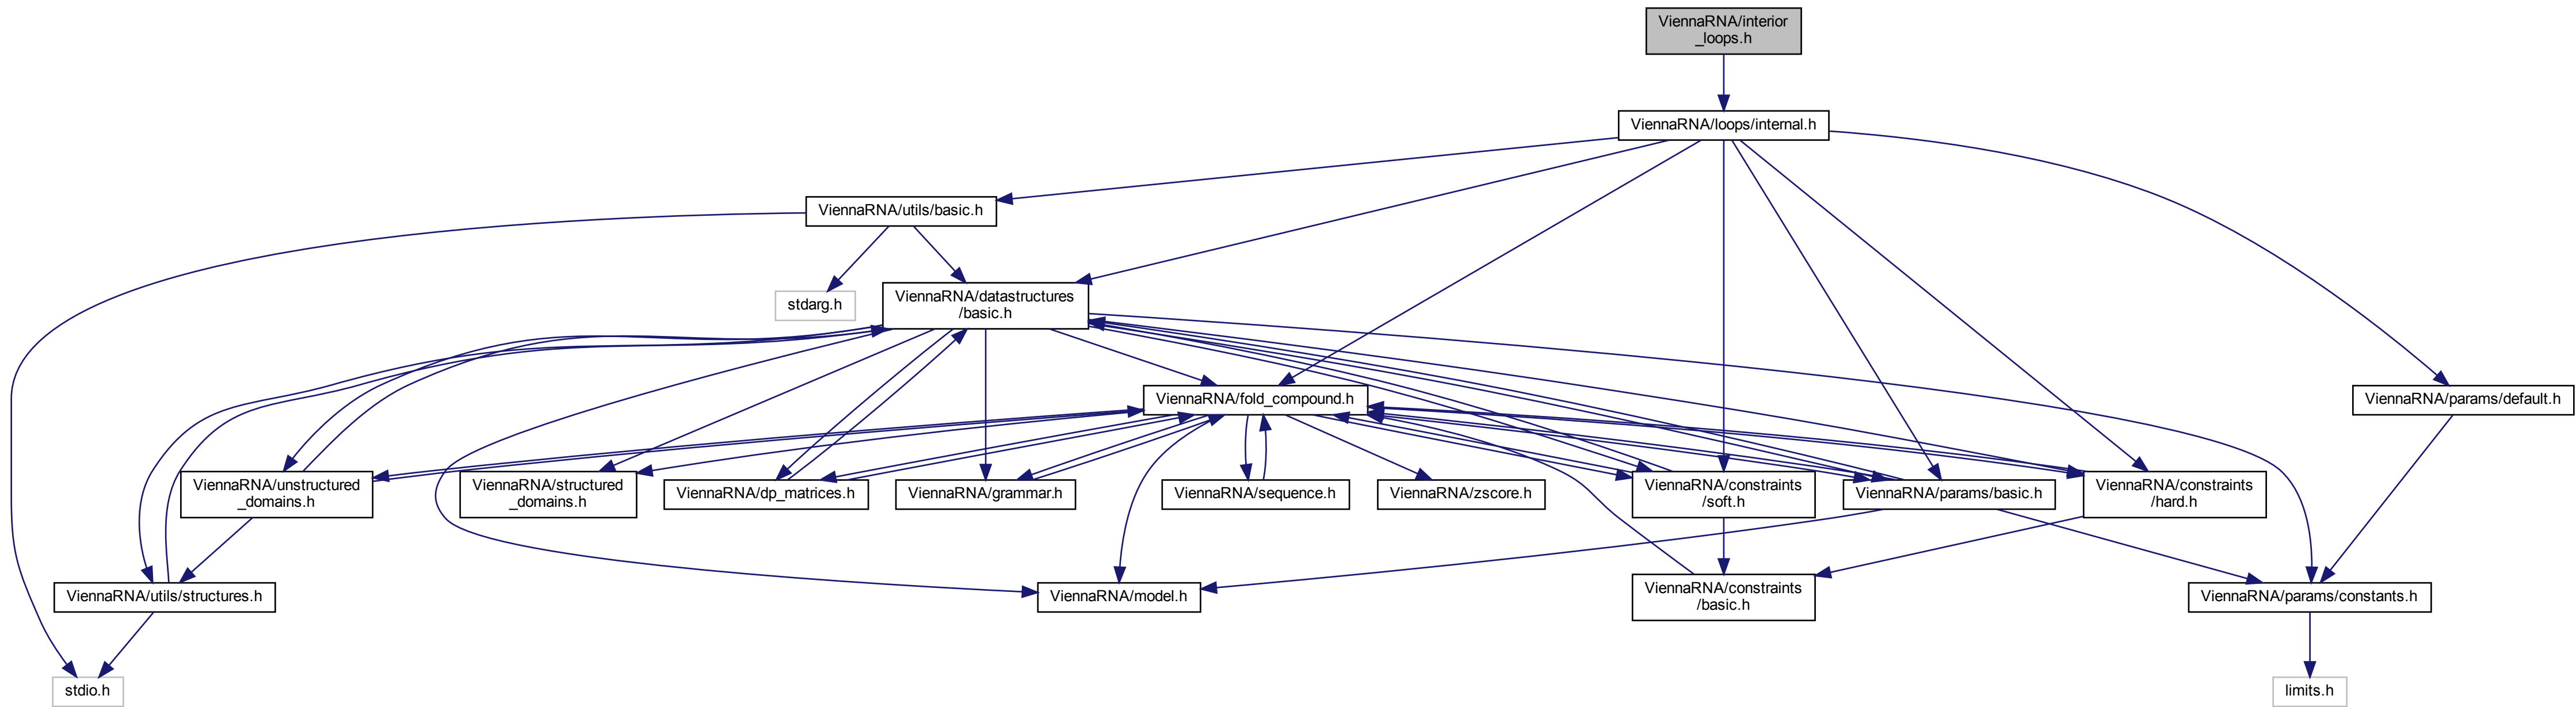 ViennaRNA/interior
_loops.h
ViennaRNA/loops/internal.h
ViennaRNA/utils/basic.h
stdarg.h
ViennaRNA/datastructures
/basic.h
ViennaRNA/fold_compound.h
ViennaRNA/params/default.h
ViennaRNA/unstructured
_domains.h
ViennaRNA/structured
_domains.h
ViennaRNA/dp_matrices.h
ViennaRNA/grammar.h
ViennaRNA/sequence.h
ViennaRNA/zscore.h
ViennaRNA/constraints
/soft.h
ViennaRNA/params/basic.h
ViennaRNA/constraints
/hard.h
ViennaRNA/utils/structures.h
ViennaRNA/model.h
ViennaRNA/constraints
/basic.h
ViennaRNA/params/constants.h
stdio.h
limits.h